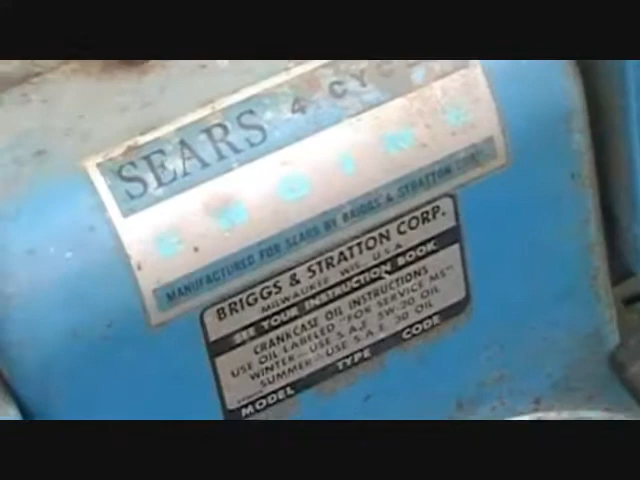 SEARS 4 CYC
ENGINE
MANUFACTURED FOR SEARS BY BRIGGS & STRATTON CORP.
BRIGGS & STRATTON CORP.
MILWAUKEE, WIS., U.S.A.
SEE YOUR INSTRUCTION BOOK
CRANKCASE OIL INSTRUCTIONS
USE OIL LABELED "FOR SERVICE MS"
WINTER—USE S.A.E. 5W-20 OIL
SUMMER—USE S.A.E. 30 OIL
MODEL TYPE CODE